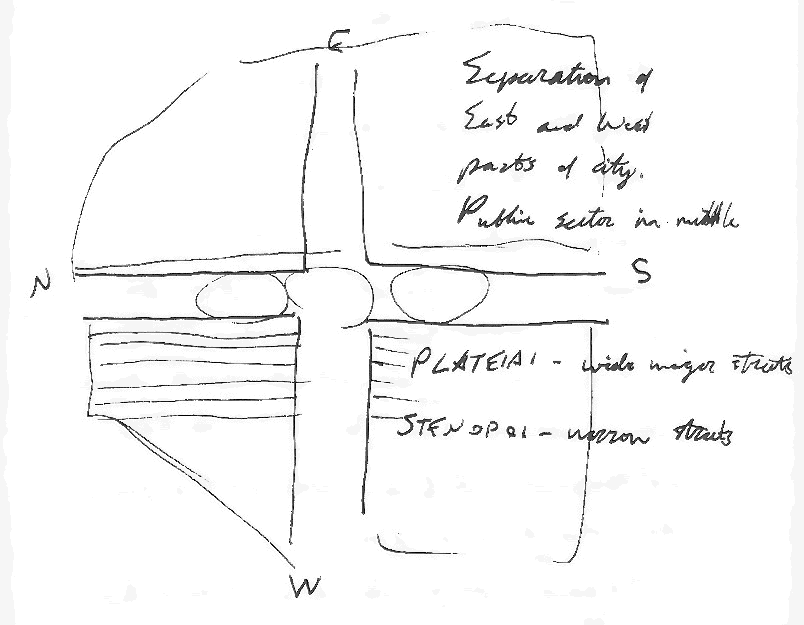 E
Separation of
East and West
parts of city.
Public sector in middle
N
S
PLATEIAI - wide major streets
STENOPOI - narrow streets
W